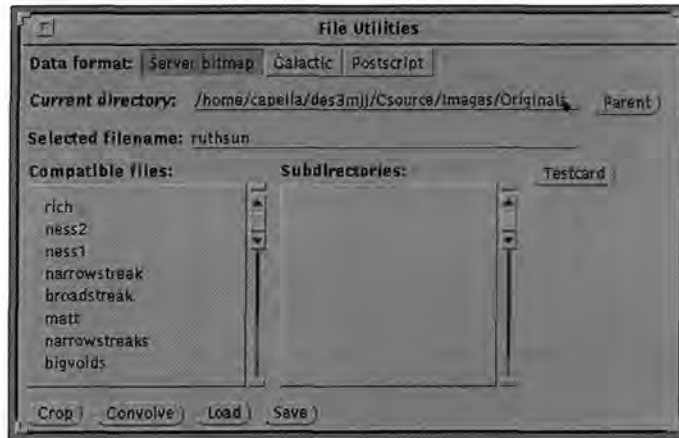 File Utilities
Data format: Server bitmap Galactic Postscript
Current directory: /home/capella/des3mjj/Csource/Images/Originals Parent
Selected filename: ruthsun
Compatible files: Subdirectories: Testcard
rich
ness2
ness1
narrowstreak
broadstreak
matt
narrowstreaks
bigvoids
Crop Convolve Load Save